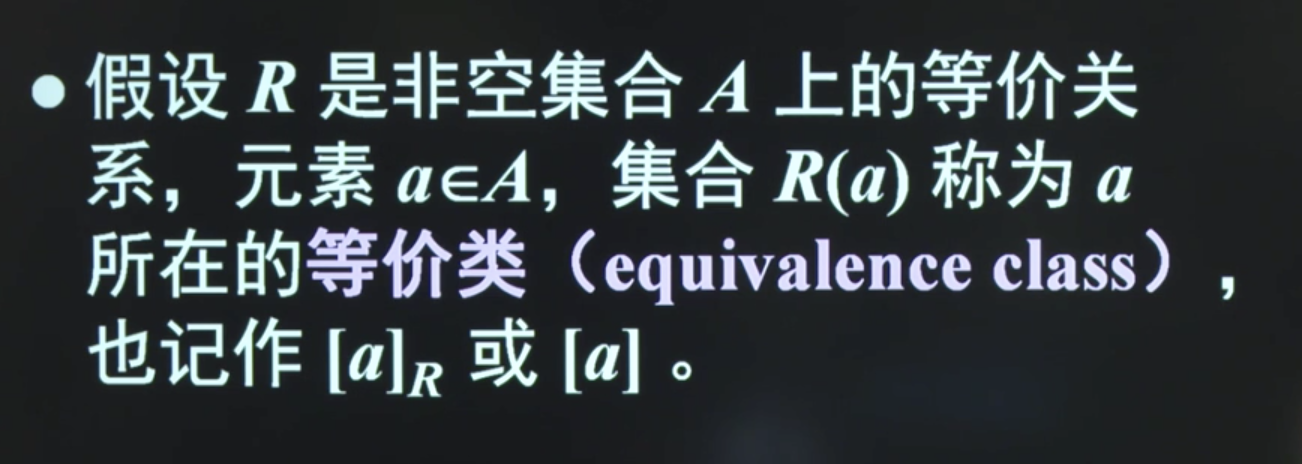 • 假设 R 是非空集合 A 上的等价关
系，元素 a∈A，集合 R(a) 称为 a
所在的等价类（equivalence class），
也记作 [a]R 或 [a] 。